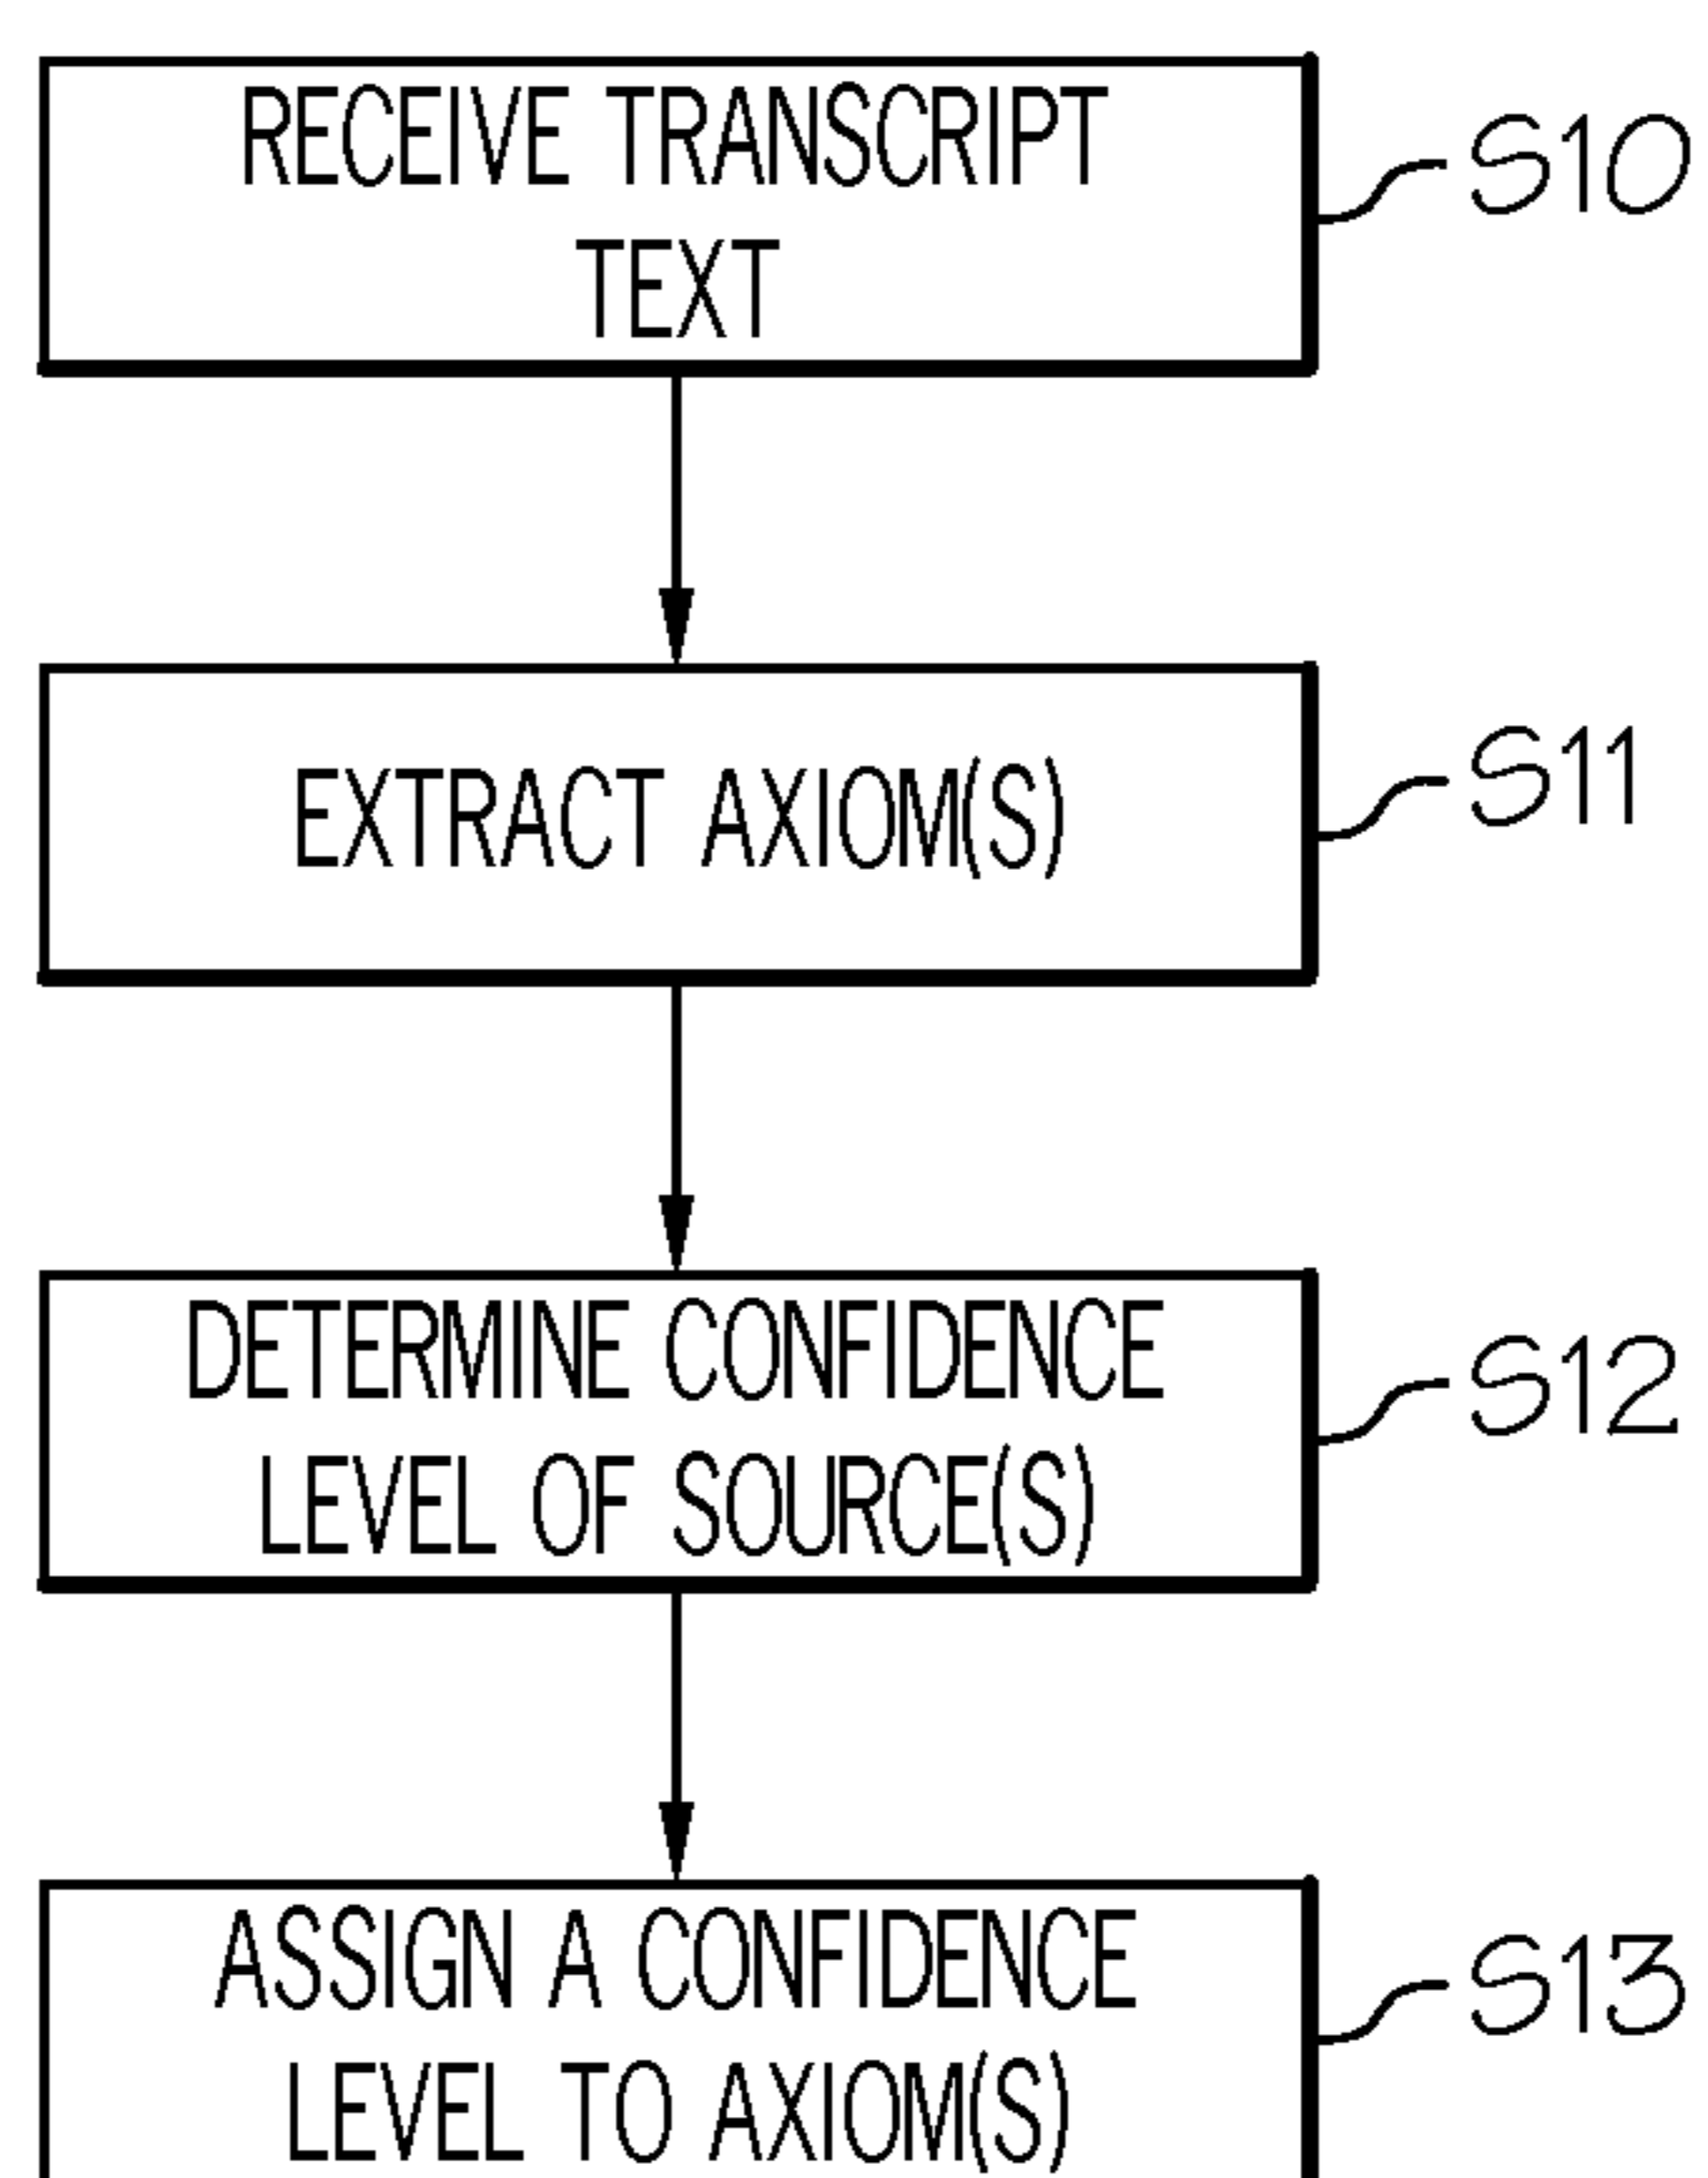 RECEIVE TRANSCRIPT
TEXT
S10
EXTRACT AXIOM(S)
S11
DETERMINE CONFIDENCE
LEVEL OF SOURCE(S)
S12
ASSIGN A CONFIDENCE
LEVEL TO AXIOM(S)
S13